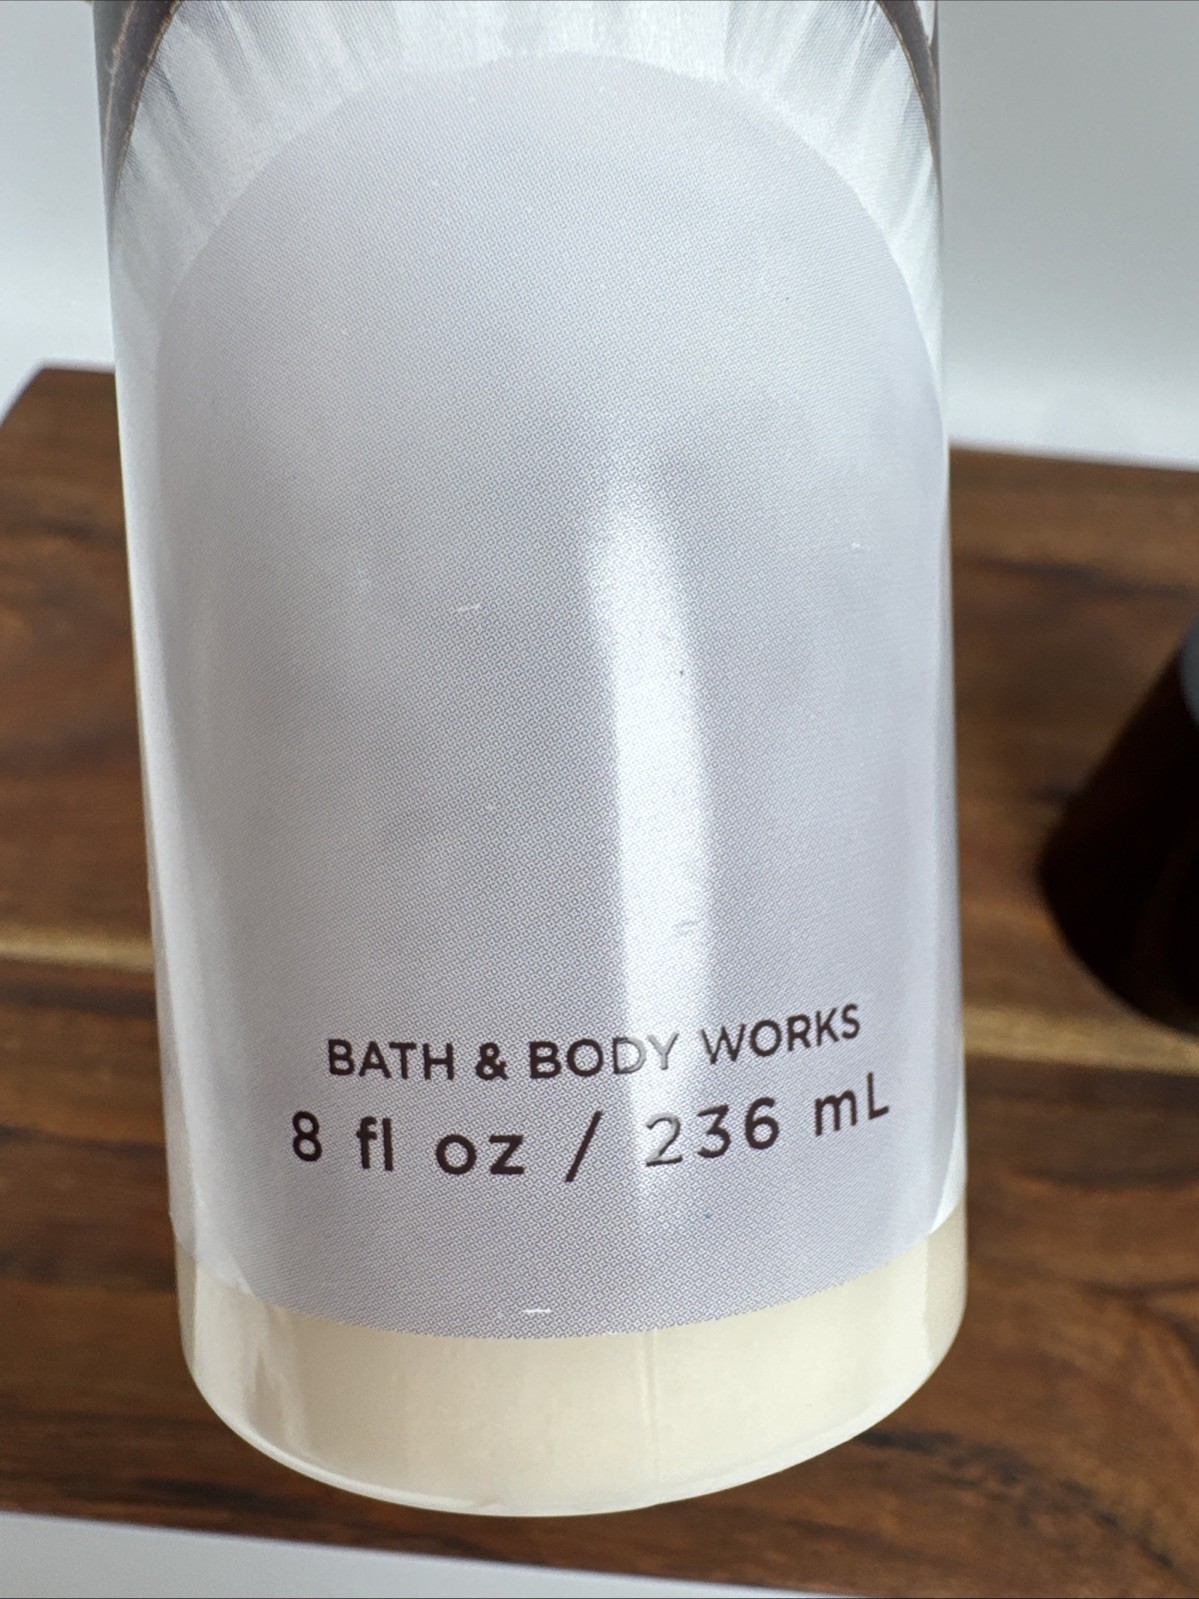 BATH & BODY WORKS
8 fl oz / 236 mL